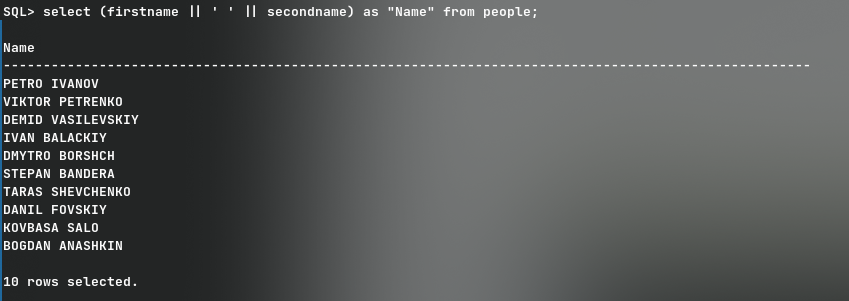 SQL> select (firstname || ' ' || secondname) as "Name" from people;
Name
-----------------------------------------------------------------------------------------------------
PETRO IVANOV
VIKTOR PETRENKO
DEMID VASILEVSKIY
IVAN BALACKIY
DMYTRO BORSHCH
STEPAN BANDERA
TARAS SHEVCHENKO
DANIL FOVSKIY
KOVBASA SALO
BOGDAN ANASHKIN
10 rows selected.